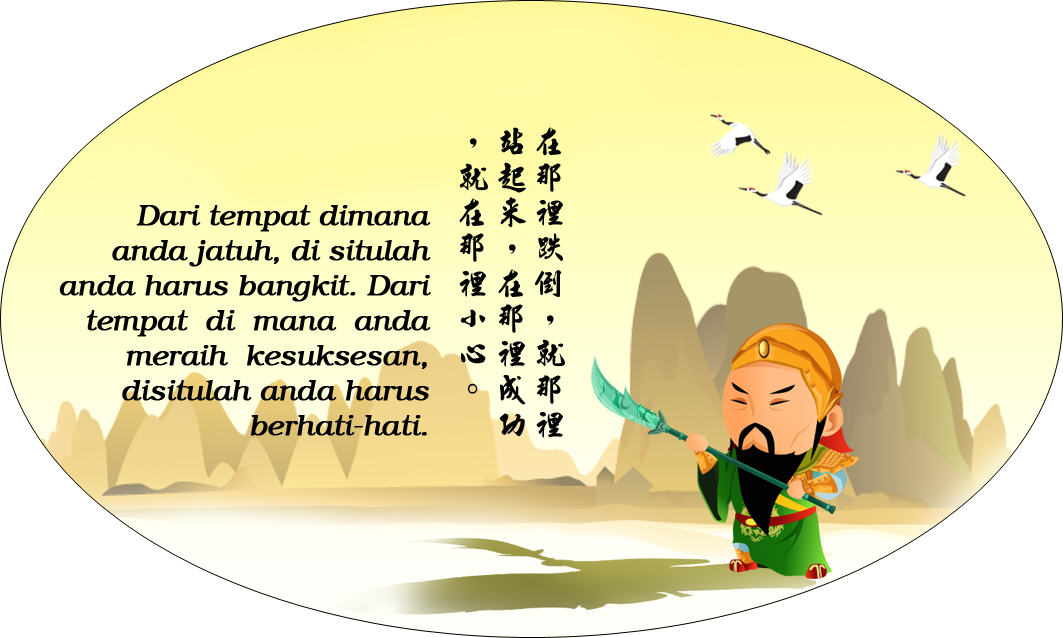 Dari tempat dimana
anda jatuh, di situlah
anda harus bangkit. Dari
tempat di mana anda
meraih kesuksesan,
disitulah anda harus
berhati-hati.
在那裡跌倒，就那裡
站起来，在那裡成功
，就在那裡小心。